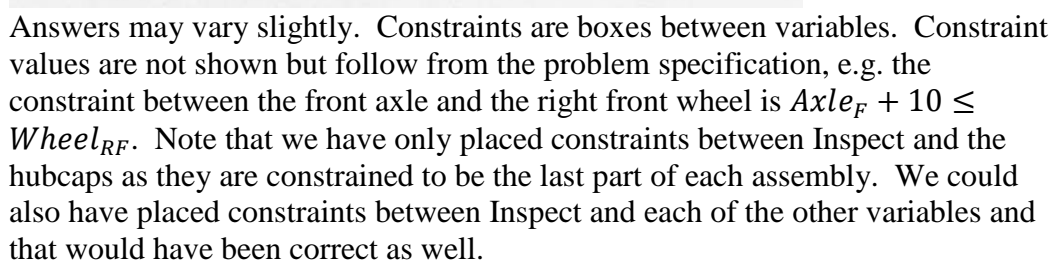 Answers may vary slightly.  Constraints are boxes between variables.  Constraint
values are not shown but follow from the problem specification, e.g. the
constraint between the front axle and the right front wheel is 𝐴𝑥𝑙𝑒_F + 10 ≤
𝑊ℎ𝑒𝑒𝑙_RF.  Note that we have only placed constraints between Inspect and the
hubcaps as they are constrained to be the last part of each assembly.  We could
also have placed constraints between Inspect and each of the other variables and
that would have been correct as well.